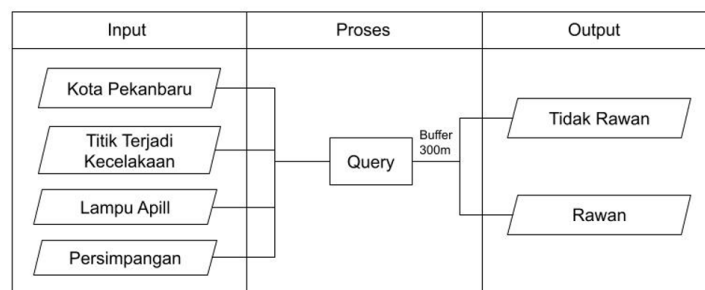 Input
Proses
Output
Kota Pekanbaru
Titik Terjadi
Kecelakaan
Lampu Apill
Persimpangan
Query
Buffer
300m
Tidak Rawan
Rawan